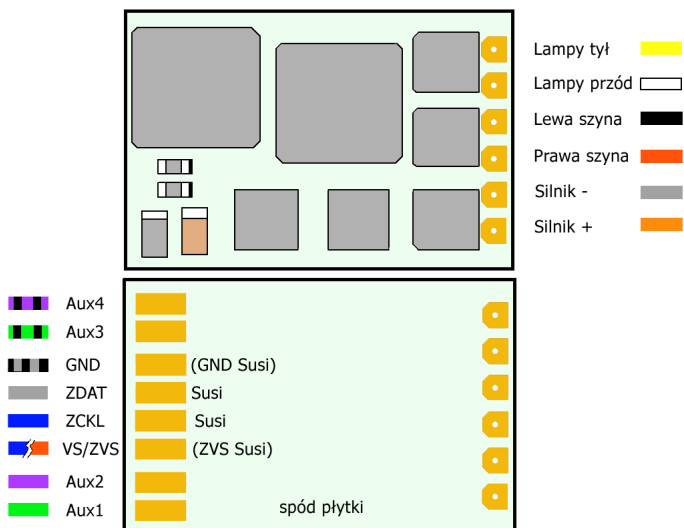 Lampy tył
Lampy przód
Lewa szyna
Prawa szyna
Silnik -
Silnik +
Aux4
Aux3
GND (GND Susi)
ZDAT Susi
ZCKL Susi
VS/ZVS (ZVS Susi)
Aux2
Aux1
spód płytki